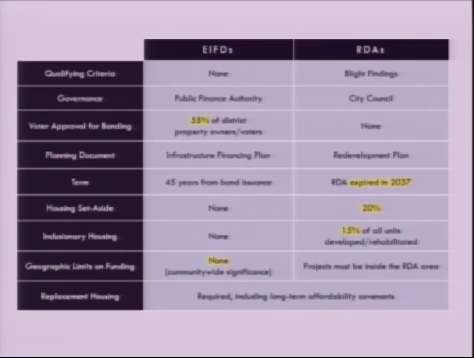 EIFDs RDAs
Qualifying Criteria None Blight Findings
Governance Public Finance Authority City Council
Voter Approval for Bonding 55% of district property owners/voters None
Planning Document Infrastructure Financing Plan Redevelopment Plan
Term 45 years from bond issuance RDA expired in 2037
Housing Set-Aside None 20%
Inclusionary Housing None 15% of all units developed/rehabilitated
Geographic Limits on Funding None (communitywide significance) Projects must be inside the RDA area
Replacement Housing Required, including long-term affordability covenants